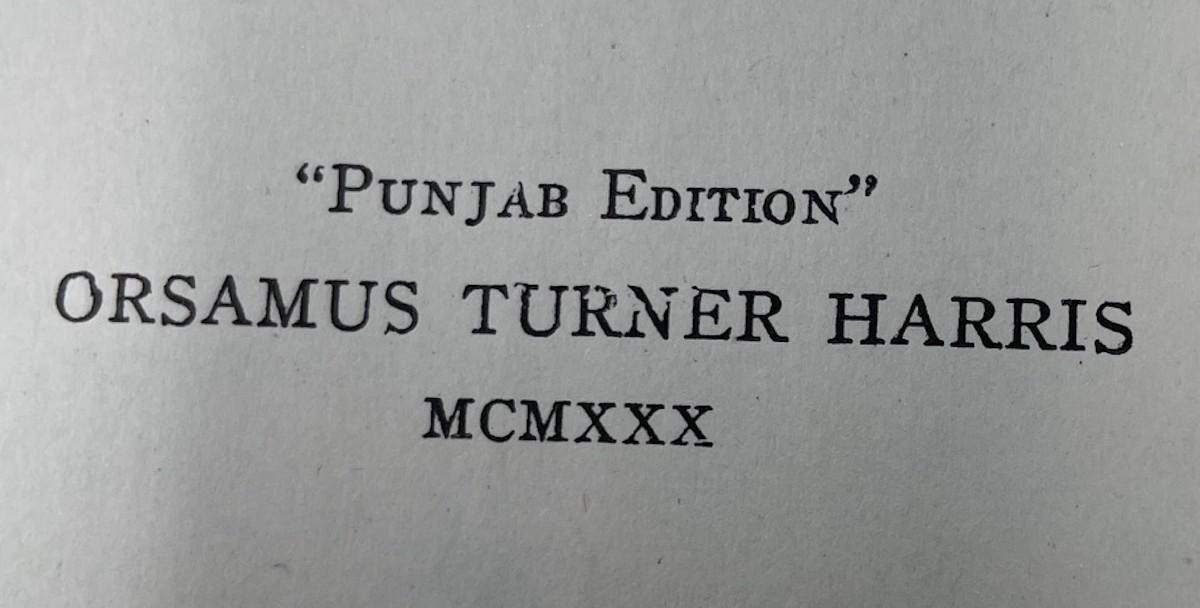 “Punjab Edition”
ORSAMUS TURNER HARRIS
MCMXXX